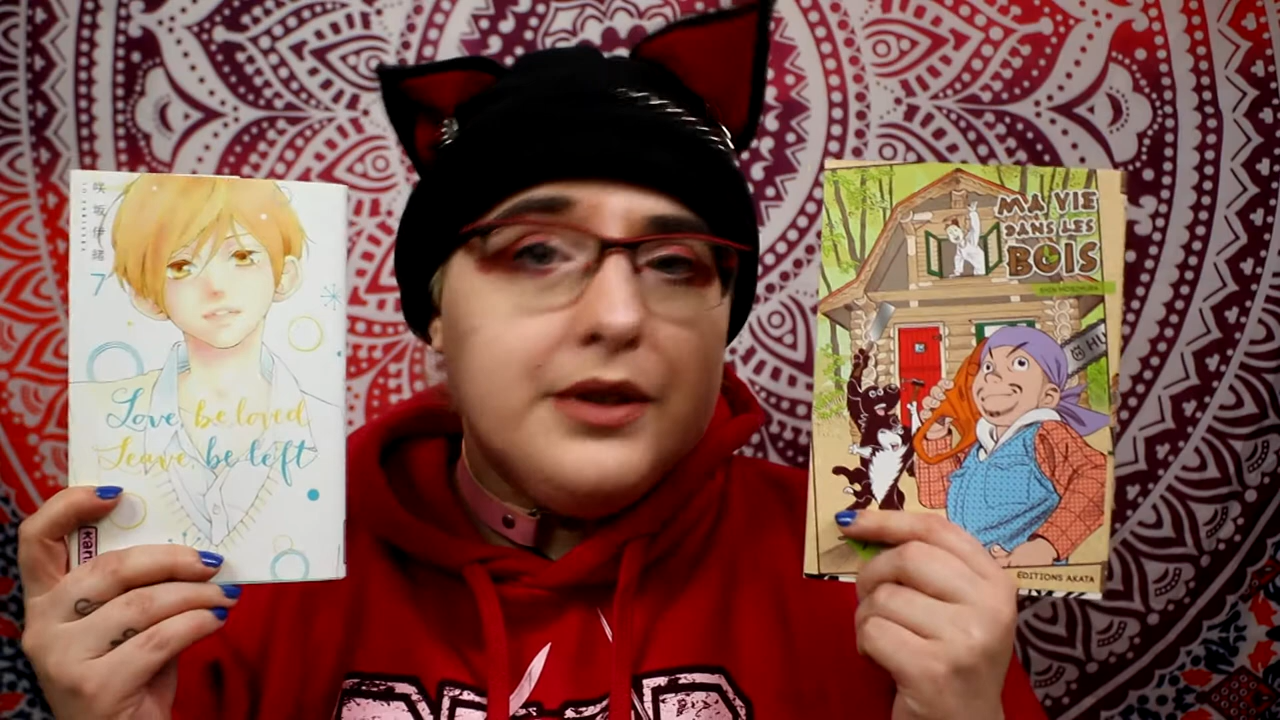 咲坂伊緒
7
Love, be loved
Leave, be left
MA VIE
DANS LES
BOIS
EDITIONS AKATA